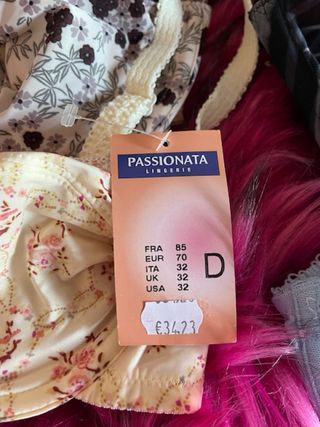 PASSIONATA
LINGERIE
FRA 85
EUR 70
ITA 32
UK 32
USA 32
D
€34.23